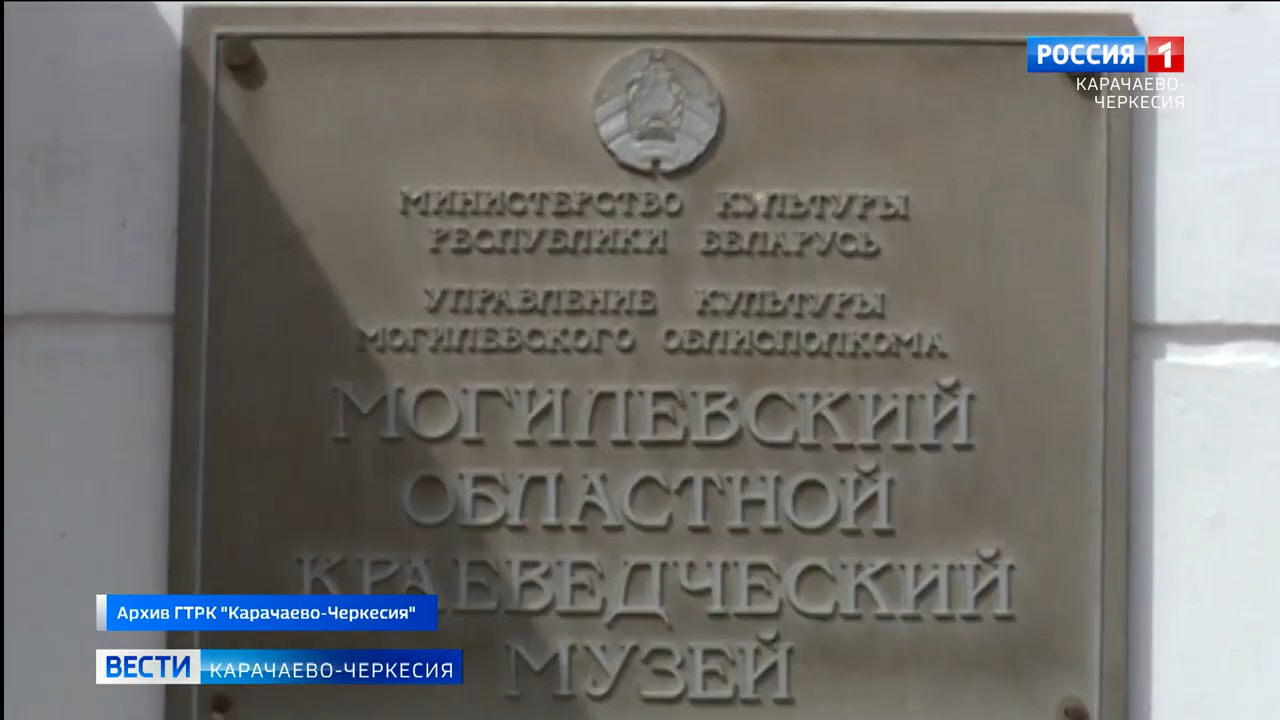 РОССИЯ 1
КАРАЧАЕВО-
ЧЕРКЕСИЯ
МИНИСТЕРСТВО КУЛЬТУРЫ
РЕСПУБЛИКИ БЕЛАРУСЬ
УПРАВЛЕНИЕ КУЛЬТУРЫ
МОГИЛЕВСКОГО ОБЛИСПОЛКОМА
МОГИЛЕВСКИЙ
ОБЛАСТНОЙ
КРАЕВЕДЧЕСКИЙ
МУЗЕЙ
Архив ГТРК "Карачаево-Черкесия"
ВЕСТИ КАРАЧАЕВО-ЧЕРКЕСИЯ